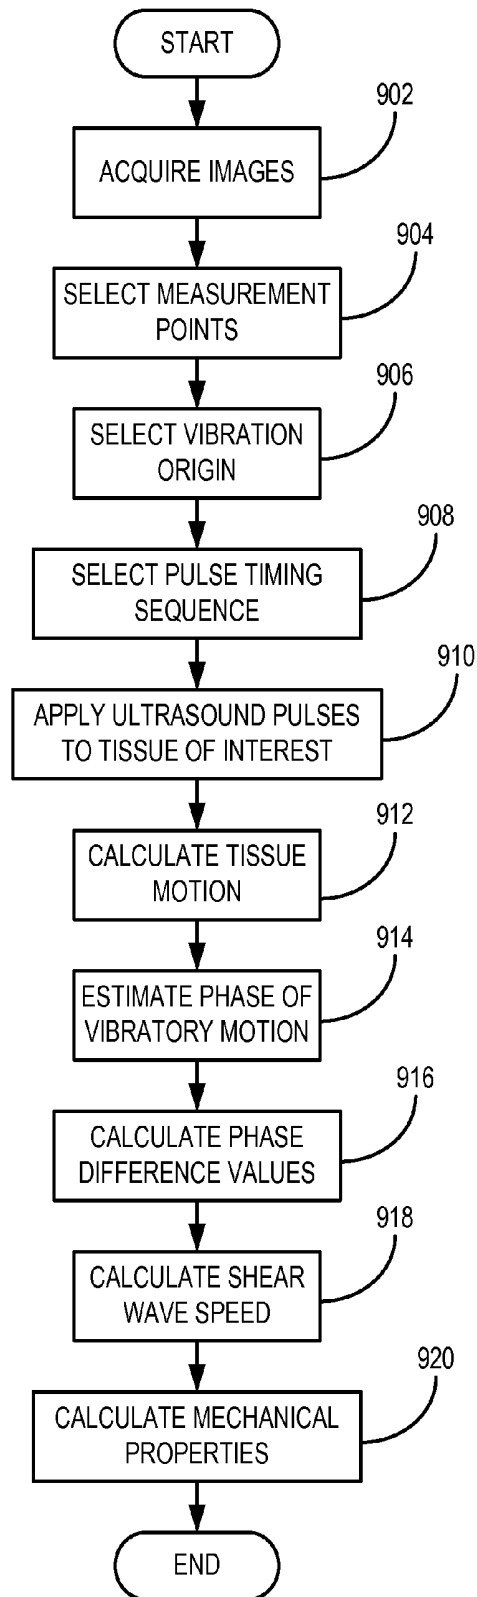 START
902
ACQUIRE IMAGES
904
SELECT MEASUREMENT
POINTS
906
SELECT VIBRATION
ORIGIN
908
SELECT PULSE TIMING
SEQUENCE
910
APPLY ULTRASOUND PULSES
TO TISSUE OF INTEREST
912
CALCULATE TISSUE
MOTION
914
ESTIMATE PHASE OF
VIBRATORY MOTION
916
CALCULATE PHASE
DIFFERENCE VALUES
918
CALCULATE SHEAR
WAVE SPEED
920
CALCULATE MECHANICAL
PROPERTIES
END